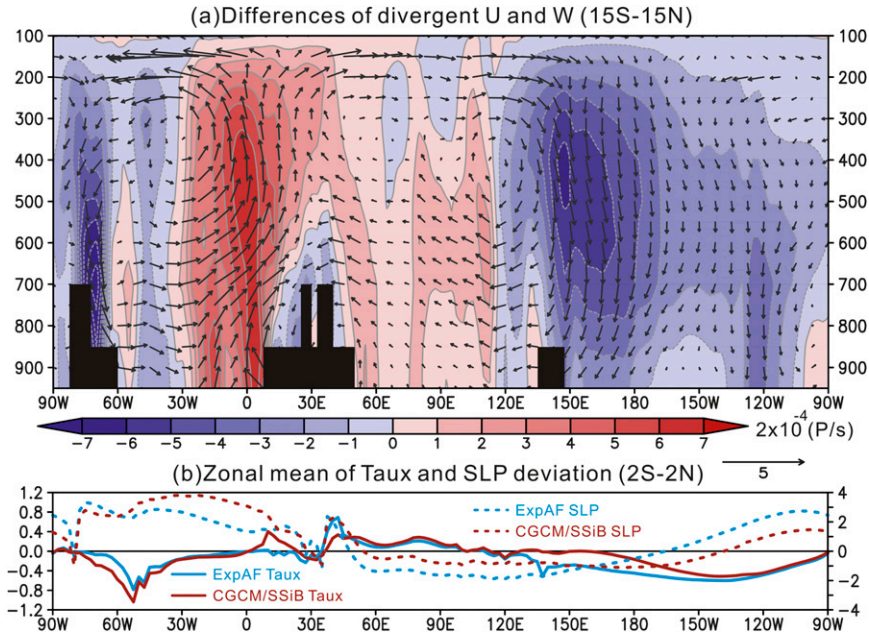 (a)Differences of divergent U and W (15S-15N)
100 100
200 200
300 300
400 400
500 500
600 600
700 700
800 800
900 900
90W 60W 30W 0 30E 60E 90E 120E 150E 180 150W 120W 90W
-7 -6 -5 -4 -3 -2 -1 0 1 2 3 4 5 6 7 2x10-4 (P/s)
5
(b)Zonal mean of Taux and SLP deviation (2S-2N)
1.2 4
0.8 3
0.4 2
0.0 1
-0.4 0
-0.8 -2
-1.2 -4
ExpAF SLP
CGCM/SSiB SLP
ExpAF Taux
CGCM/SSiB Taux
90W 60W 30W 0 30E 60E 90E 120E 150E 180 150W 120W 90W